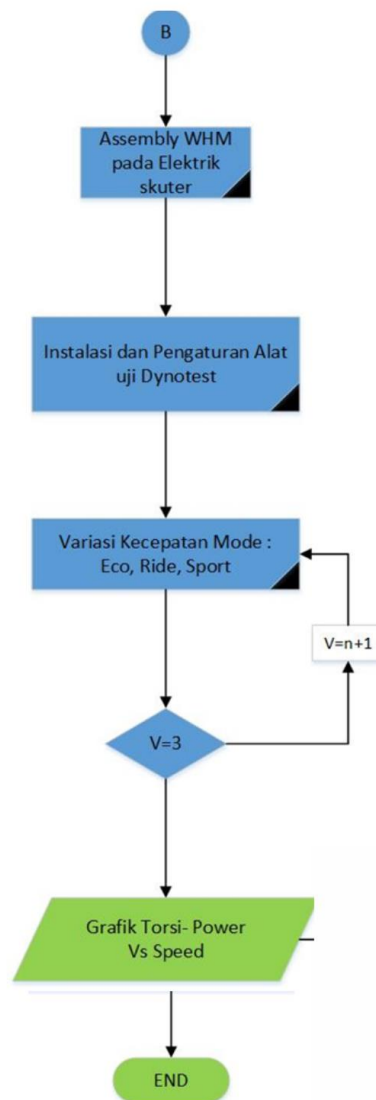 B
Assembly WHM
pada Elektrik
skuter
Instalasi dan Pengaturan Alat
uji Dynotest
Variasi Kecepatan Mode :
Eco, Ride, Sport
V=n+1
V=3
Grafik Torsi- Power
Vs Speed
END